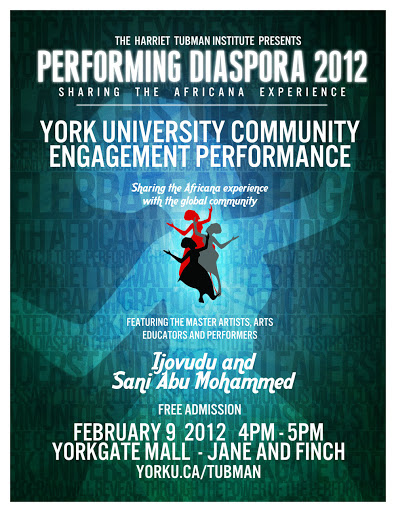 THE HARRIET TUBMAN INSTITUTE PRESENTS
PERFORMING DIASPORA 2012
SHARING THE AFRICANA EXPERIENCE
YORK UNIVERSITY COMMUNITY
ENGAGEMENT PERFORMANCE
Sharing the Africana experience
with the global community
FEATURING THE MASTER ARTISTS, ARTS
EDUCATORS AND PERFORMERS
Ijovudu and
Sani Abu Mohammed
FREE ADMISSION
FEBRUARY 9 2012 4PM - 5PM
YORKGATE MALL - JANE AND FINCH
YORKU.CA/TUBMAN